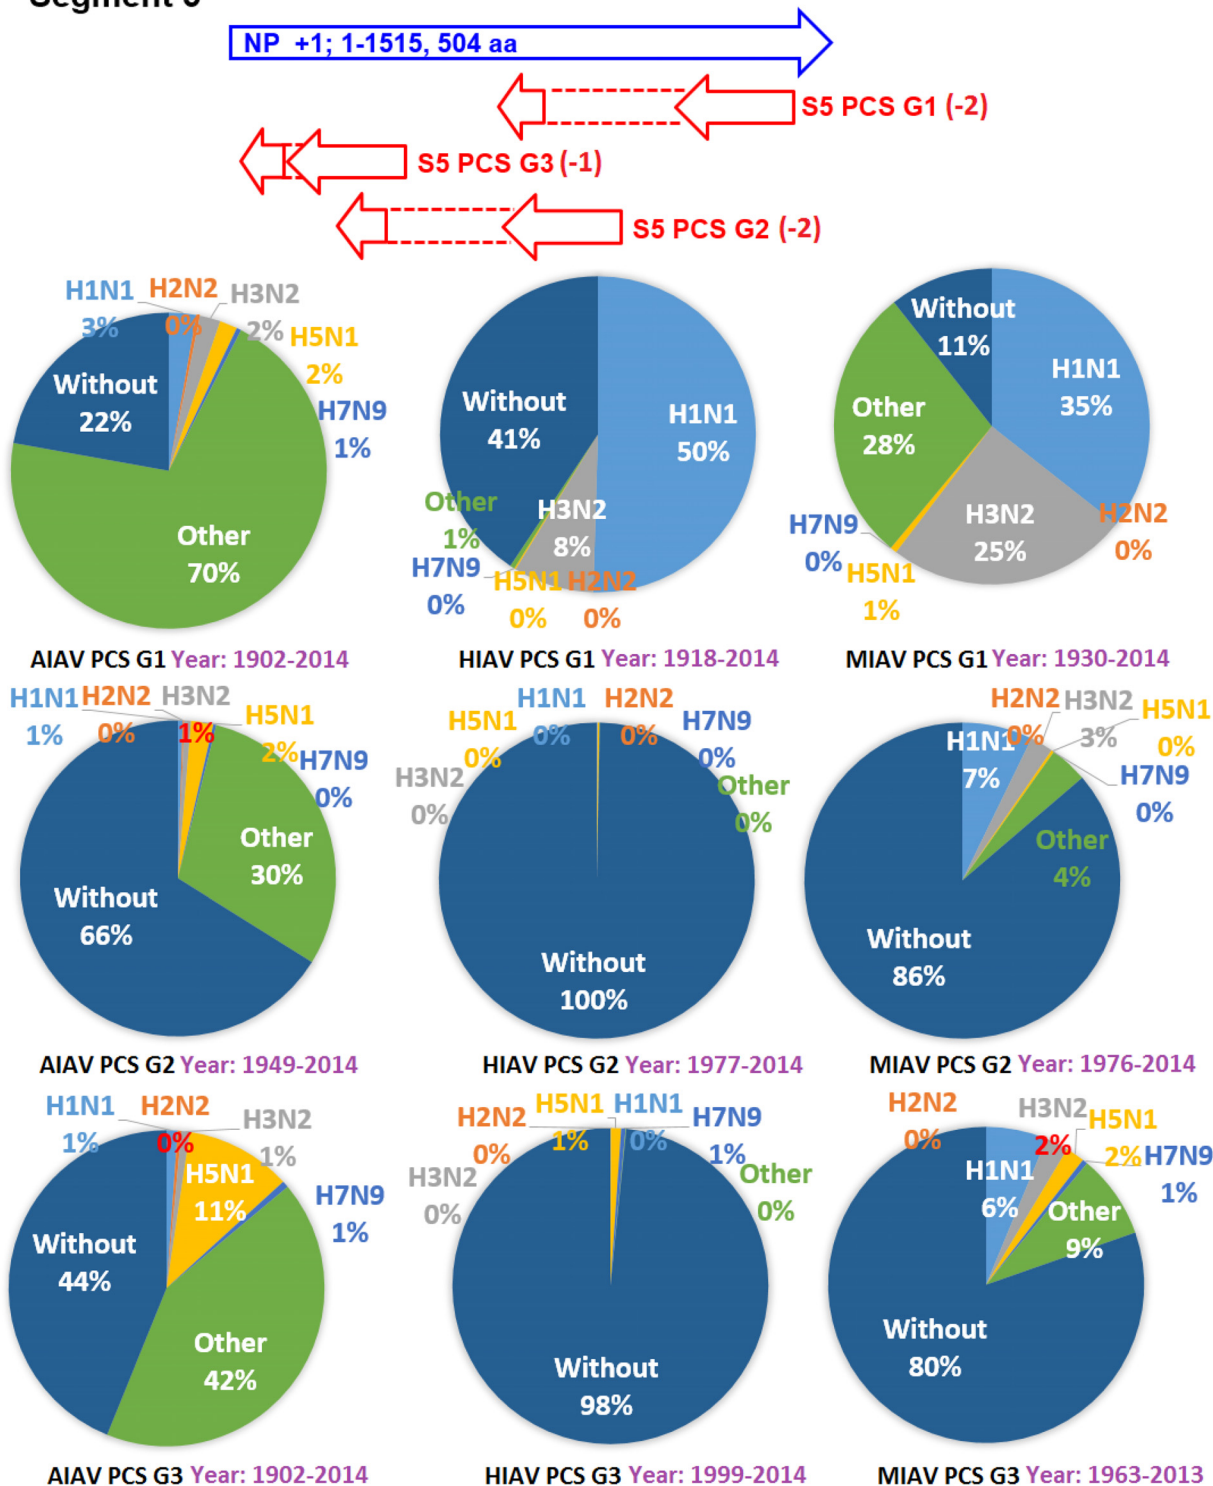 NP +1; 1-1515, 504 aa
S5 PCS G1 (-2)
S5 PCS G3 (-1)
S5 PCS G2 (-2)
H1N1
3%
H2N2
0%
H3N2
2%
H5N1
2%
H7N9
1%
Without
22%
Other
70%
AIAV PCS G1 Year: 1902-2014
Without
41%
H1N1
50%
Other
1%
H3N2
8%
H7N9
0%
H5N1
0%
H2N2
0%
HIAV PCS G1 Year: 1918-2014
Without
11%
H1N1
35%
Other
28%
H3N2
25%
H2N2
0%
H7N9
0%
H5N1
1%
MIAV PCS G1 Year: 1930-2014
H1N1
1%
H2N2
0%
H3N2
1%
H5N1
2%
H7N9
0%
Other
30%
Without
66%
AIAV PCS G2 Year: 1949-2014
H1N1
0%
H2N2
0%
H5N1
0%
H7N9
0%
H3N2
0%
Other
0%
Without
100%
HIAV PCS G2 Year: 1977-2014
H2N2
0%
H3N2
3%
H5N1
0%
H1N1
7%
H7N9
0%
Other
4%
Without
86%
MIAV PCS G2 Year: 1976-2014
H1N1
1%
H2N2
0%
H3N2
1%
H5N1
11%
H7N9
1%
Without
44%
Other
42%
AIAV PCS G3 Year: 1902-2014
H2N2
0%
H5N1
1%
H1N1
0%
H7N9
1%
H3N2
0%
Other
0%
Without
98%
HIAV PCS G3 Year: 1999-2014
H2N2
0%
H3N2
2%
H5N1
2%
H7N9
1%
H1N1
6%
Other
9%
Without
80%
MIAV PCS G3 Year: 1963-2013